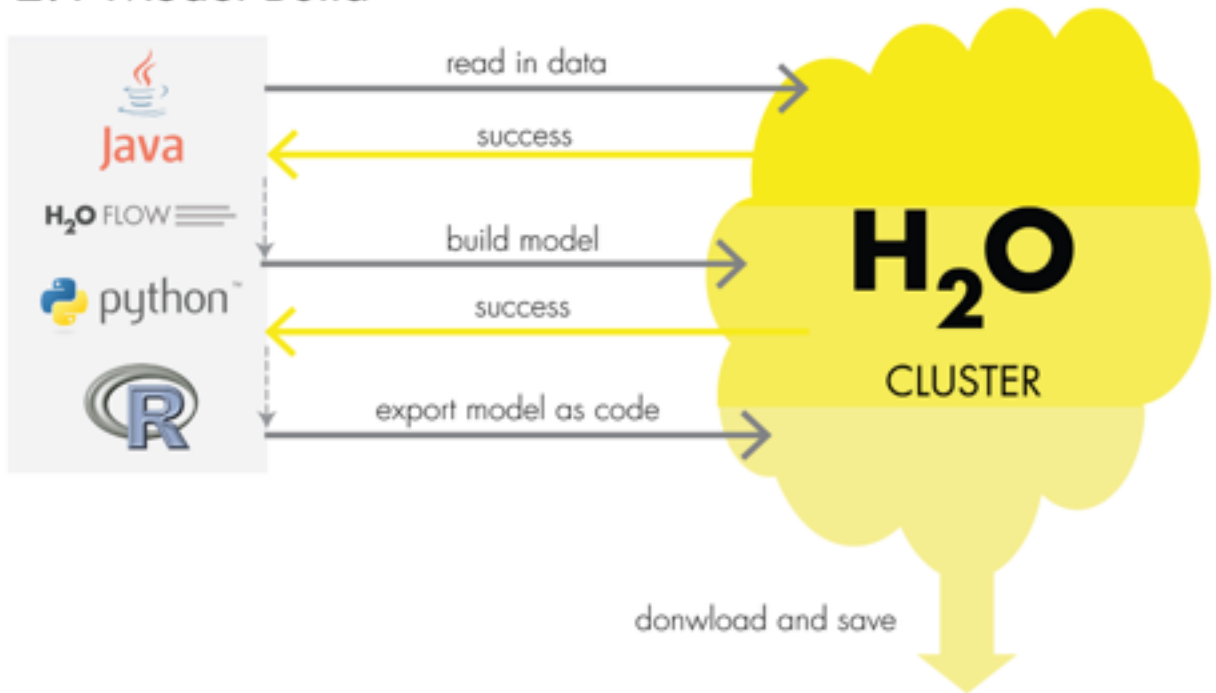 read in data
Java
success
H₂O FLOW
build model
python™
success
H₂O
CLUSTER
R
export model as code
donwload and save